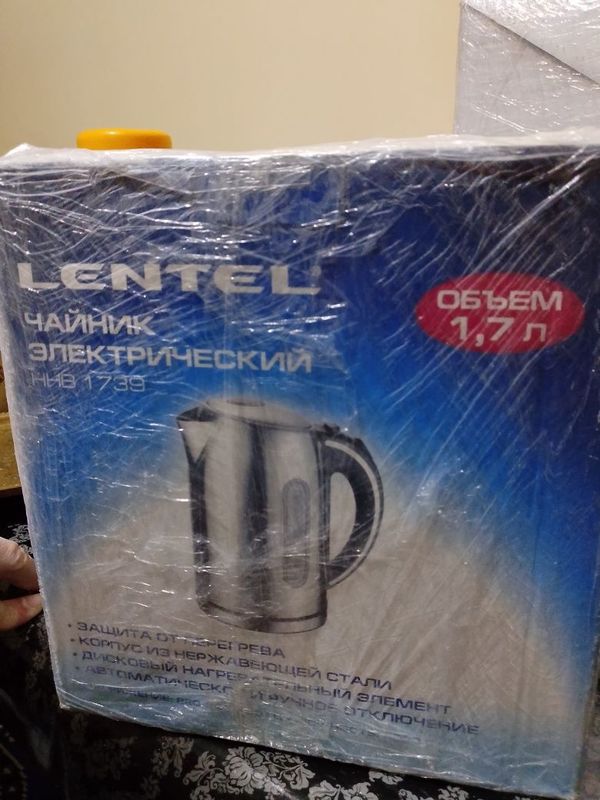 LENTEL
ОБЪЕМ
1,7 л
ЧАЙНИК
ЭЛЕКТРИЧЕСКИЙ
HHB 1739
• ЗАЩИТА ОТ ПЕРЕГРЕВА
• КОРПУС ИЗ НЕРЖАВЕЮЩЕЙ СТАЛИ
• ДИСКОВЫЙ НАГРЕВАТЕЛЬНЫЙ ЭЛЕМЕНТ
• АВТОМАТИЧЕСКОЕ И РУЧНОЕ ОТКЛЮЧЕНИЕ